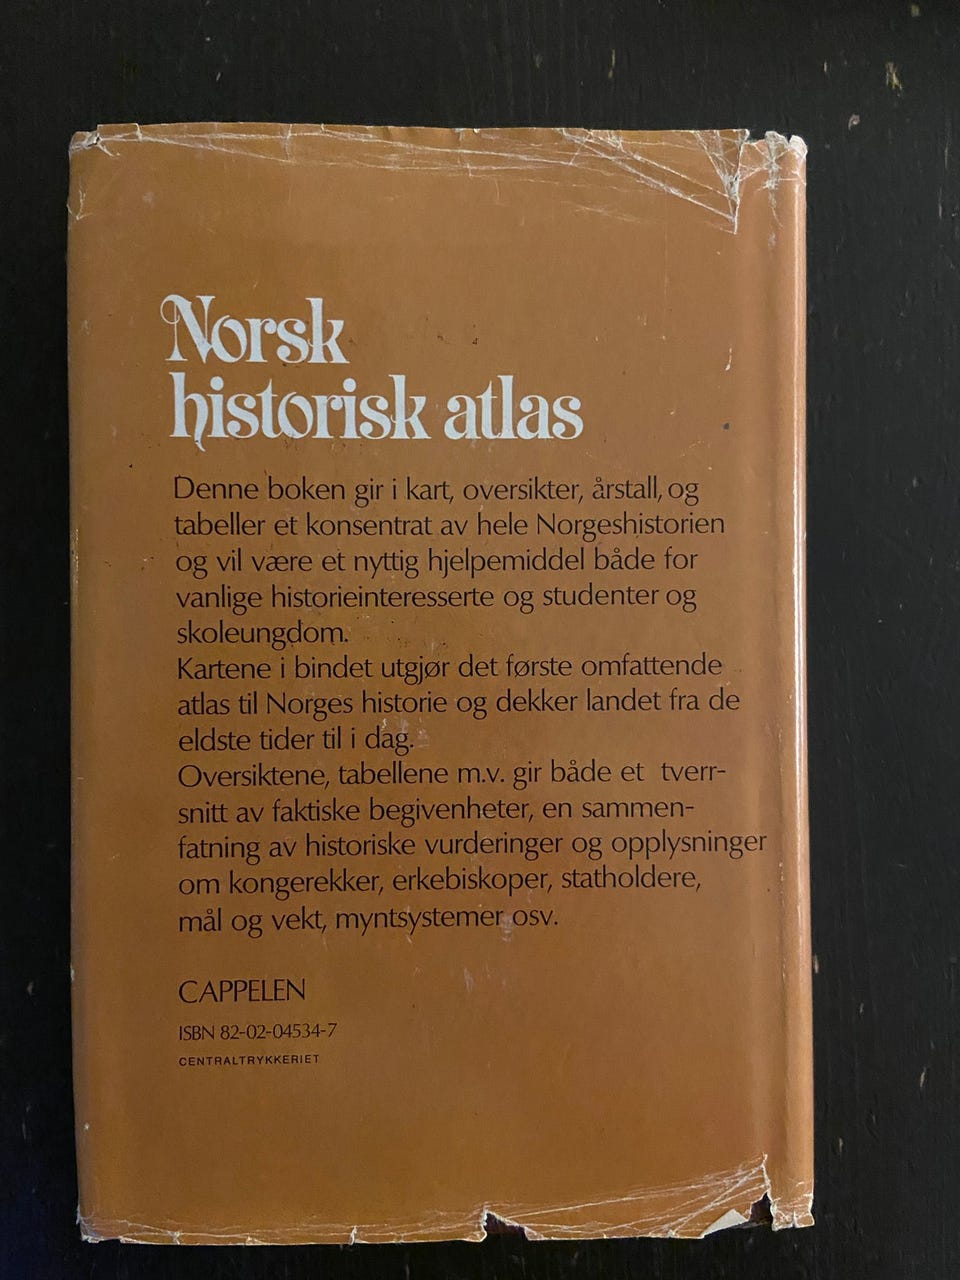 Norsk
historisk atlas
Denne boken gir i kart, oversikter, årstall, og
tabeller et konsentrat av hele Norgeshistorien
og vil være et nyttig hjelpemiddel både for
vanlige historieinteresserte og studenter og
skoleungdom.
Kartene i bindet utgjør det første omfattende
atlas til Norges historie og dekker landet fra de
eldste tider til i dag.
Oversiktene, tabellene m.v. gir både et tverr-
snitt av faktiske begivenheter, en sammen-
fatning av historiske vurderinger og opplysninger
om kongerekker, erkebiskoper, statholdere,
mål og vekt, myntsystemer osv.
CAPPELEN
ISBN 82-02-04534-7
CENTRALTRYKKERIET